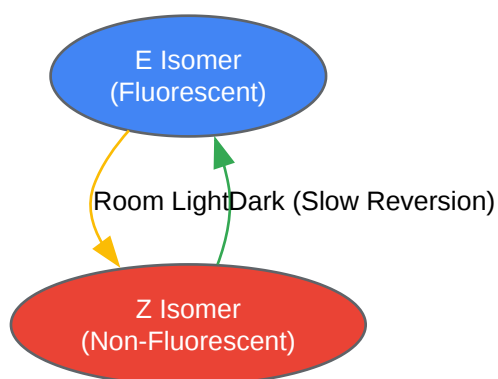 E Isomer
(Fluorescent)
Room Light
Dark (Slow Reversion)
Z Isomer
(Non-Fluorescent)